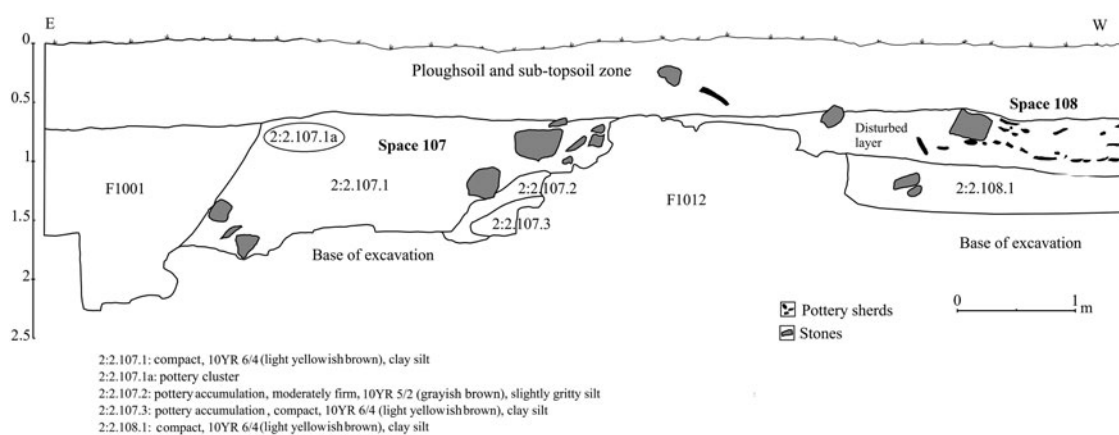 E
W
0
Ploughsoil and sub-topsoil zone
0.5
Space 108
2:2.107.1a
Space 107
Disturbed
layer
1
F1001
2:2.107.1
2:2.107.2
F1012
2:2.108.1
1.5
2:2.107.3
Base of excavation
Base of excavation
2
0
1
m
Pottery sherds
2.5
Stones
2:2.107.1: compact, 10YR 6/4 (light yellowish brown), clay silt
2:2.107.1a: pottery cluster
2:2.107.2: pottery accumulation, moderately firm, 10YR 5/2 (grayish brown), slightly gritty silt
2:2.107.3: pottery accumulation , compact, 10YR 6/4 (light yellowish brown), clay silt
2:2.108.1: compact, 10YR 6/4 (light yellowish brown), clay silt